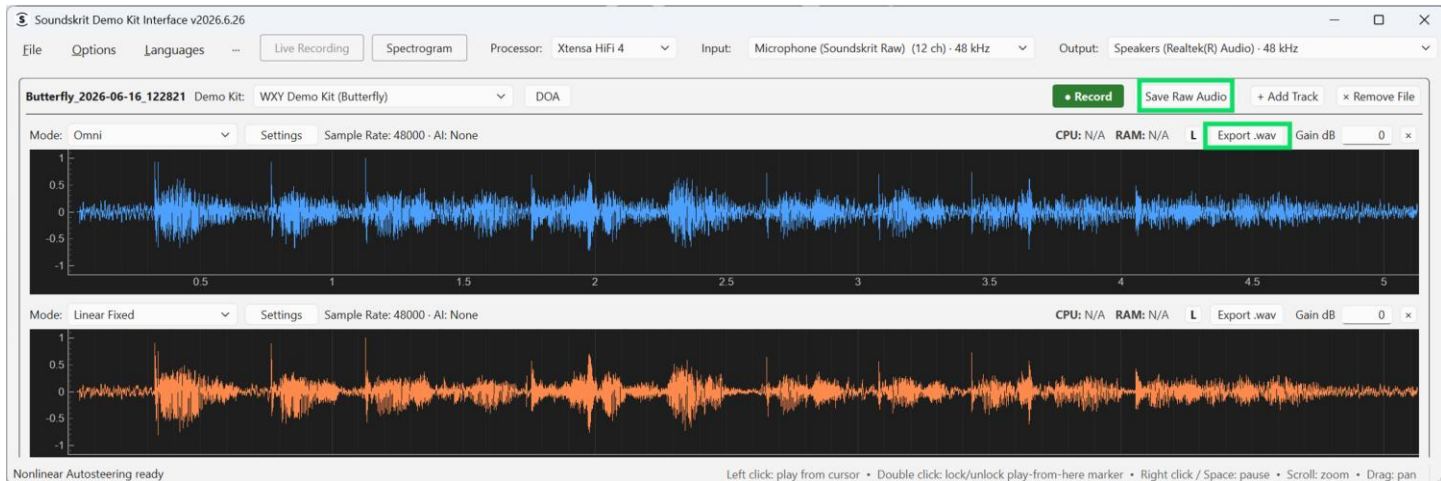 Soundskrit Demo Kit Interface v2026.6.26
File Options Languages ... Live Recording Spectrogram Processor: Xtensa HiFi 4 Input: Microphone (Soundskrit Raw) (12 ch) · 48 kHz Output: Speakers (Realtek(R) Audio) · 48 kHz
Butterfly_2026-06-16_122821 Demo Kit: WXY Demo Kit (Butterfly) DOA ● Record Save Raw Audio + Add Track × Remove File
Mode: Omni Settings Sample Rate: 48000 · AI: None CPU: N/A RAM: N/A L Export .wav Gain dB 0 ×
1
0.5
0
-0.5
-1
0.5 1 1.5 2 2.5 3 3.5 4 4.5 5
Mode: Linear Fixed Settings Sample Rate: 48000 · AI: None CPU: N/A RAM: N/A L Export .wav Gain dB 0 ×
1
0.5
0
-0.5
-1
Nonlinear Autosteering ready Left click: play from cursor • Double click: lock/unlock play-from-here marker • Right click / Space: pause • Scroll: zoom • Drag: pan